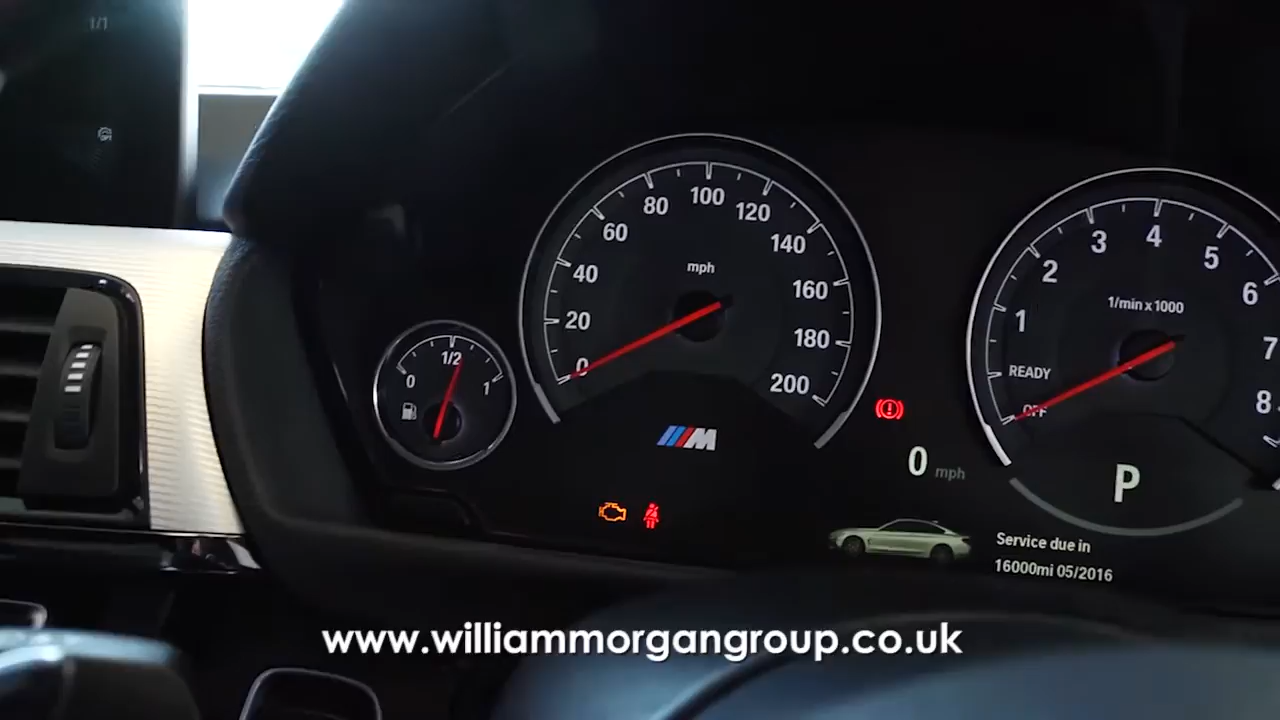 1/1
0
1/2
1
0
20
40
60
80
100
120
140
160
180
200
mph
M
0 mph
OFF
READY
1
2
3
4
5
6
7
8
1/min x 1000
P
Service due in
16000mi 05/2016
www.williammorgangroup.co.uk